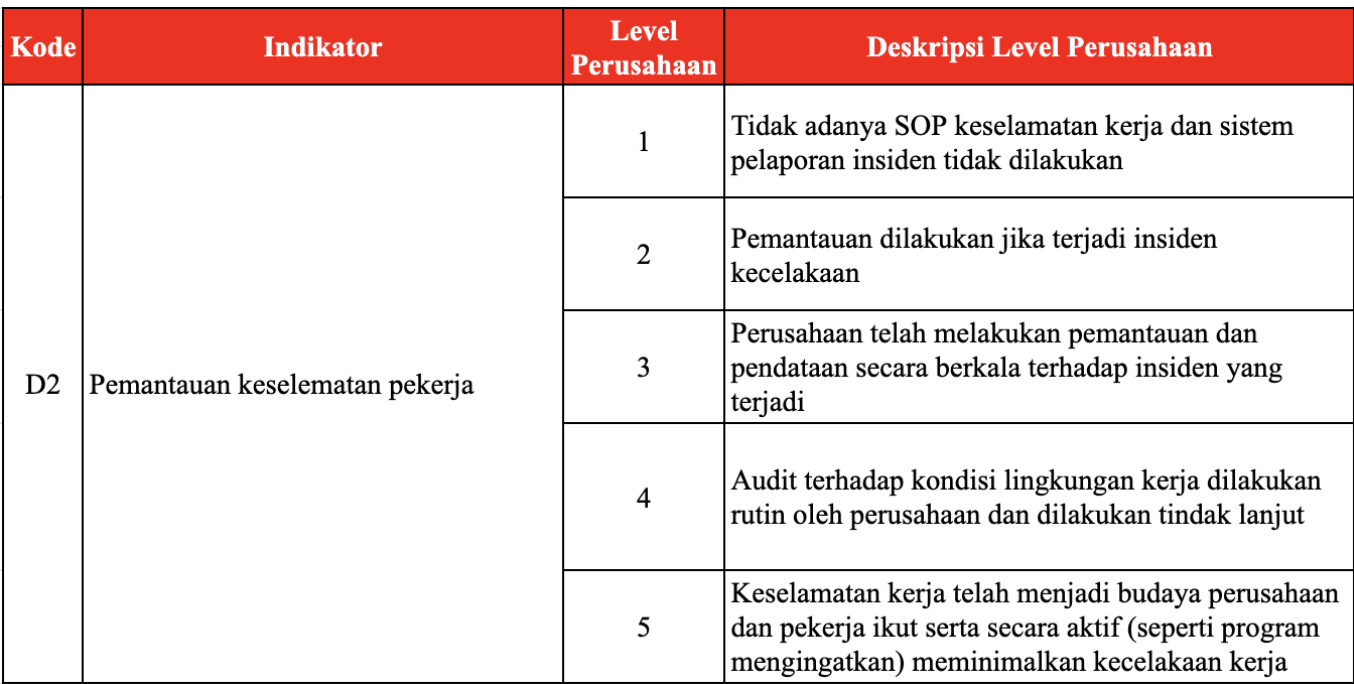 Kode
Indikator
Level
Perusahaan
Deskripsi Level Perusahaan
D2
Pemantauan keselematan pekerja
1
Tidak adanya SOP keselamatan kerja dan sistem
pelaporan insiden tidak dilakukan
2
Pemantauan dilakukan jika terjadi insiden
kecelakaan
3
Perusahaan telah melakukan pemantauan dan
pendataan secara berkala terhadap insiden yang
terjadi
4
Audit terhadap kondisi lingkungan kerja dilakukan
rutin oleh perusahaan dan dilakukan tindak lanjut
5
Keselamatan kerja telah menjadi budaya perusahaan
dan pekerja ikut serta secara aktif (seperti program
mengingatkan) meminimalkan kecelakaan kerja